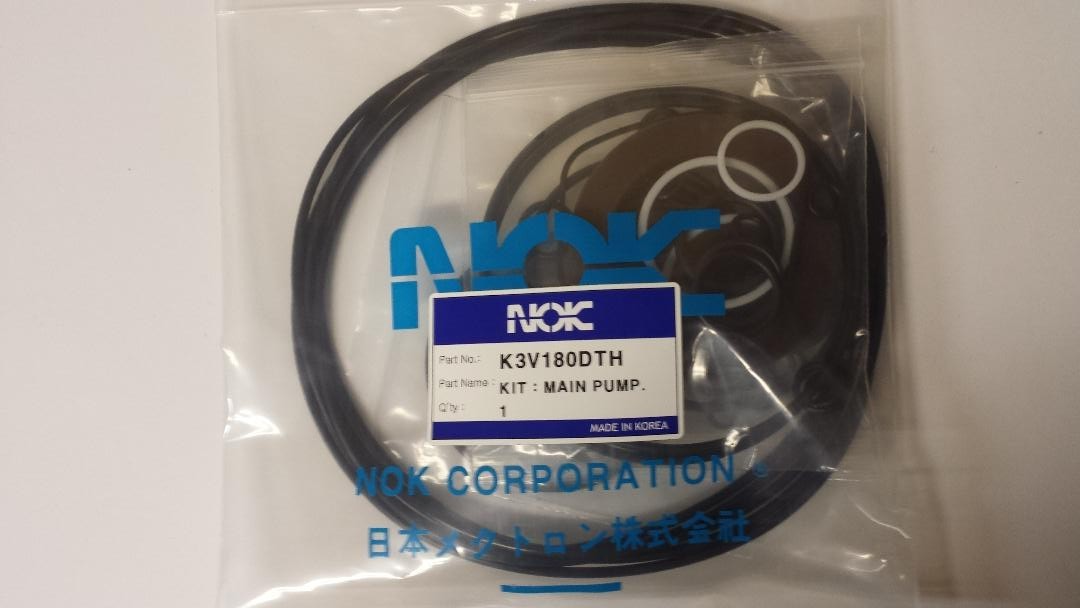 NOK
NOK
Part No.: K3V180DTH
Part Name: KIT : MAIN PUMP.
Q'ty : 1
MADE IN KOREA
NOK CORPORATION ®
日本メクトロン株式会社